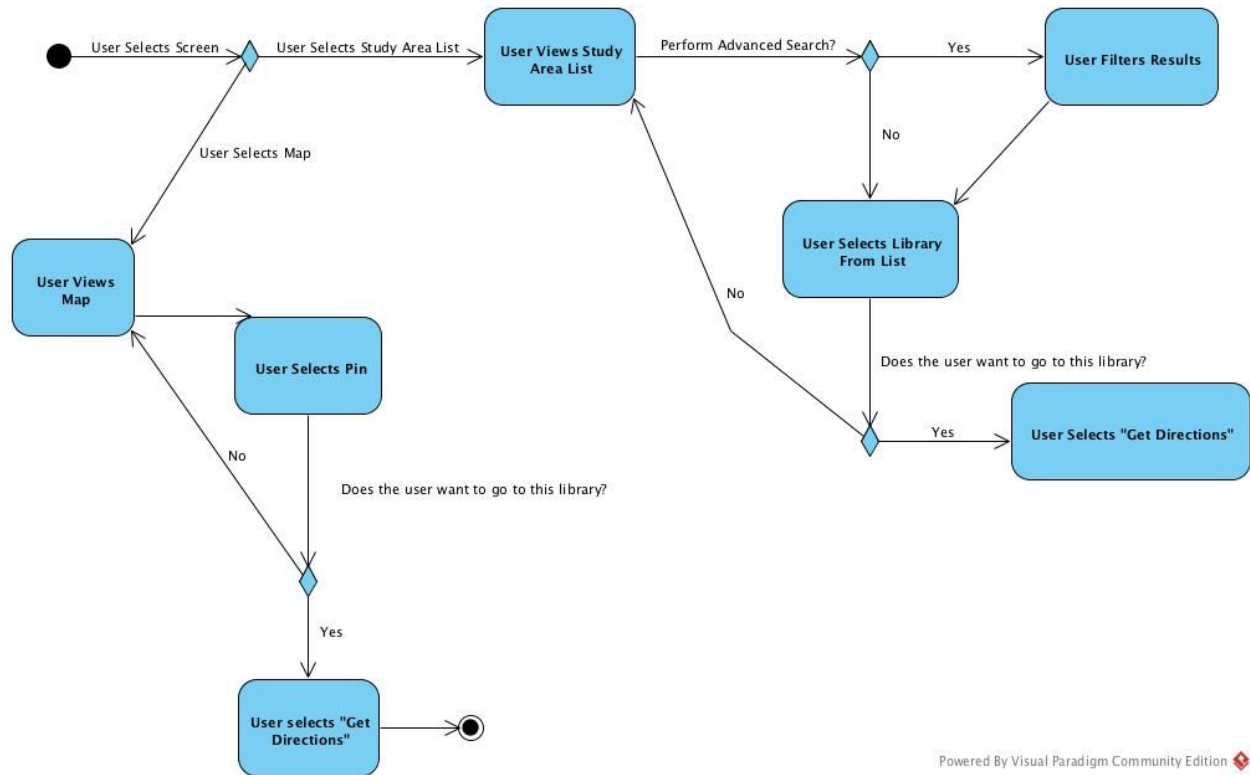 User Selects Screen
User Selects Study Area List
User Views Study
Area List
Perform Advanced Search?
Yes
User Filters Results
User Selects Map
No
User Selects Library
From List
User Views
Map
No
User Selects Pin
Does the user want to go to this library?
Yes
User Selects "Get Directions"
No
Does the user want to go to this library?
Yes
User selects "Get
Directions"
Powered By Visual Paradigm Community Edition